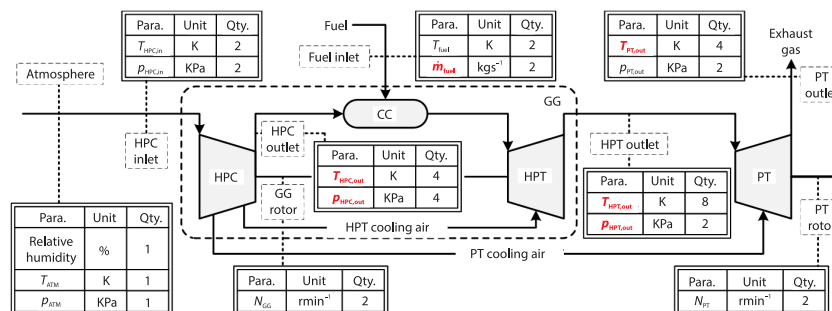 Para. Unit Qty.
T_HPC,in K 2
p_HPC,in KPa 2
Fuel
Fuel inlet
Para. Unit Qty.
T_fuel K 2
ṁ_fuel kgs⁻¹ 2
Para. Unit Qty.
T_PT,out K 4
p_PT,out KPa 2
Exhaust
gas
PT
outlet
Atmosphere
HPC
inlet
GG
CC
HPC
outlet
HPC
GG
rotor
Para. Unit Qty.
T_HPC,out K 4
p_HPC,out KPa 4
HPT
HPT outlet
PT
HPT cooling air
PT cooling air
Para. Unit Qty.
T_HPT,out K 8
p_HPT,out KPa 2
PT
roto
Para. Unit Qty.
Relative
humidity % 1
T_ATM K 1
p_ATM KPa 1
Para. Unit Qty.
N_GG rmin⁻¹ 2
Para. Unit Qty.
N_PT rmin⁻¹ 2